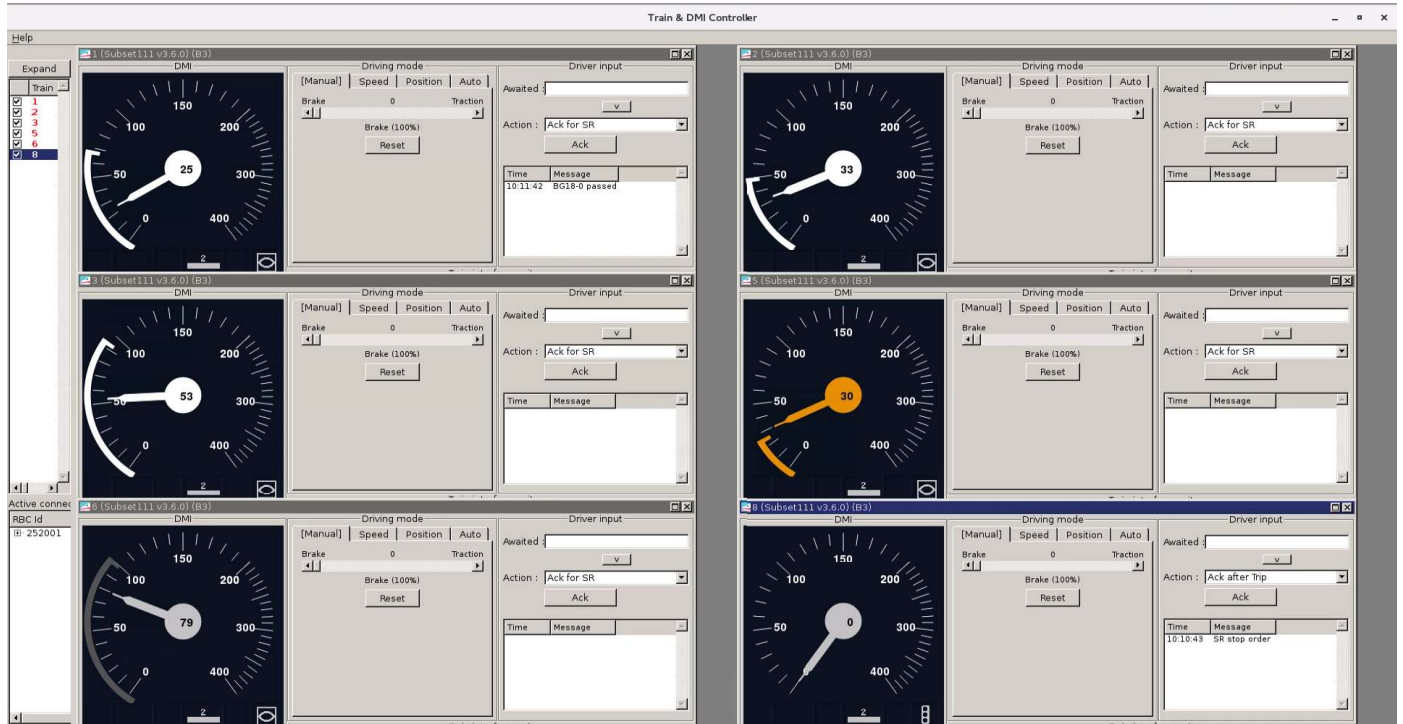 Train & DMI Controller
Help
Expand
Train
1
2
3
5
6
8
Active connec
RBC Id
252001
1 (Subset111 v3.6.0) (B3)
DMI
150
100
200
50
25
300
0
400
2
Driving mode
[Manual] Speed Position Auto
Brake 0 Traction
Brake (100%)
Reset
Driver input
Awaited :
v
Action : Ack for SR
Ack
Time Message
10:11:42 BG18-0 passed
2 (Subset111 v3.6.0) (B3)
DMI
150
100
200
50
33
300
0
400
2
Driving mode
[Manual] Speed Position Auto
Brake 0 Traction
Brake (100%)
Reset
Driver input
Awaited :
v
Action : Ack for SR
Ack
Time Message
3 (Subset111 v3.6.0) (B3)
DMI
150
100
200
50
53
300
0
400
2
Driving mode
[Manual] Speed Position Auto
Brake 0 Traction
Brake (100%)
Reset
Driver input
Awaited :
v
Action : Ack for SR
Ack
Time Message
5 (Subset111 v3.6.0) (B3)
DMI
150
100
200
50
30
300
0
400
2
Driving mode
[Manual] Speed Position Auto
Brake 0 Traction
Brake (100%)
Reset
Driver input
Awaited :
v
Action : Ack for SR
Ack
Time Message
6 (Subset111 v3.6.0) (B3)
DMI
150
100
200
50
79
300
0
400
2
Driving mode
[Manual] Speed Position Auto
Brake 0 Traction
Brake (100%)
Reset
Driver input
Awaited :
v
Action : Ack for SR
Ack
Time Message
8 (Subset111 v3.6.0) (B3)
DMI
150
100
200
50
0
300
0
400
2
Driving mode
[Manual] Speed Position Auto
Brake 0 Traction
Brake (100%)
Reset
Driver input
Awaited :
v
Action : Ack after Trip
Ack
Time Message
10:10:43 SR stop order